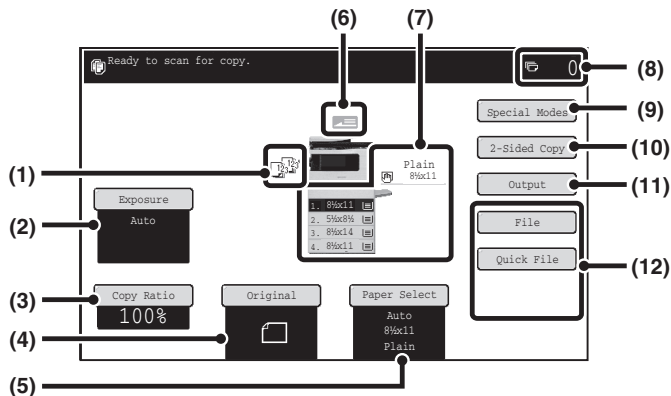 (6)
(7)
Ready to scan for copy.
0
(8)
Special Modes
(9)
(1)
Plain
8½x11
2-Sided Copy
(10)
Output
(11)
Exposure
Auto
(2)
1. 8½x11
2. 5½x8½
3. 8½x14
4. 8½x11
File
Quick File
(12)
(3)
Copy Ratio
100%
Original
Paper Select
Auto
8½x11
Plain
(4)
(5)